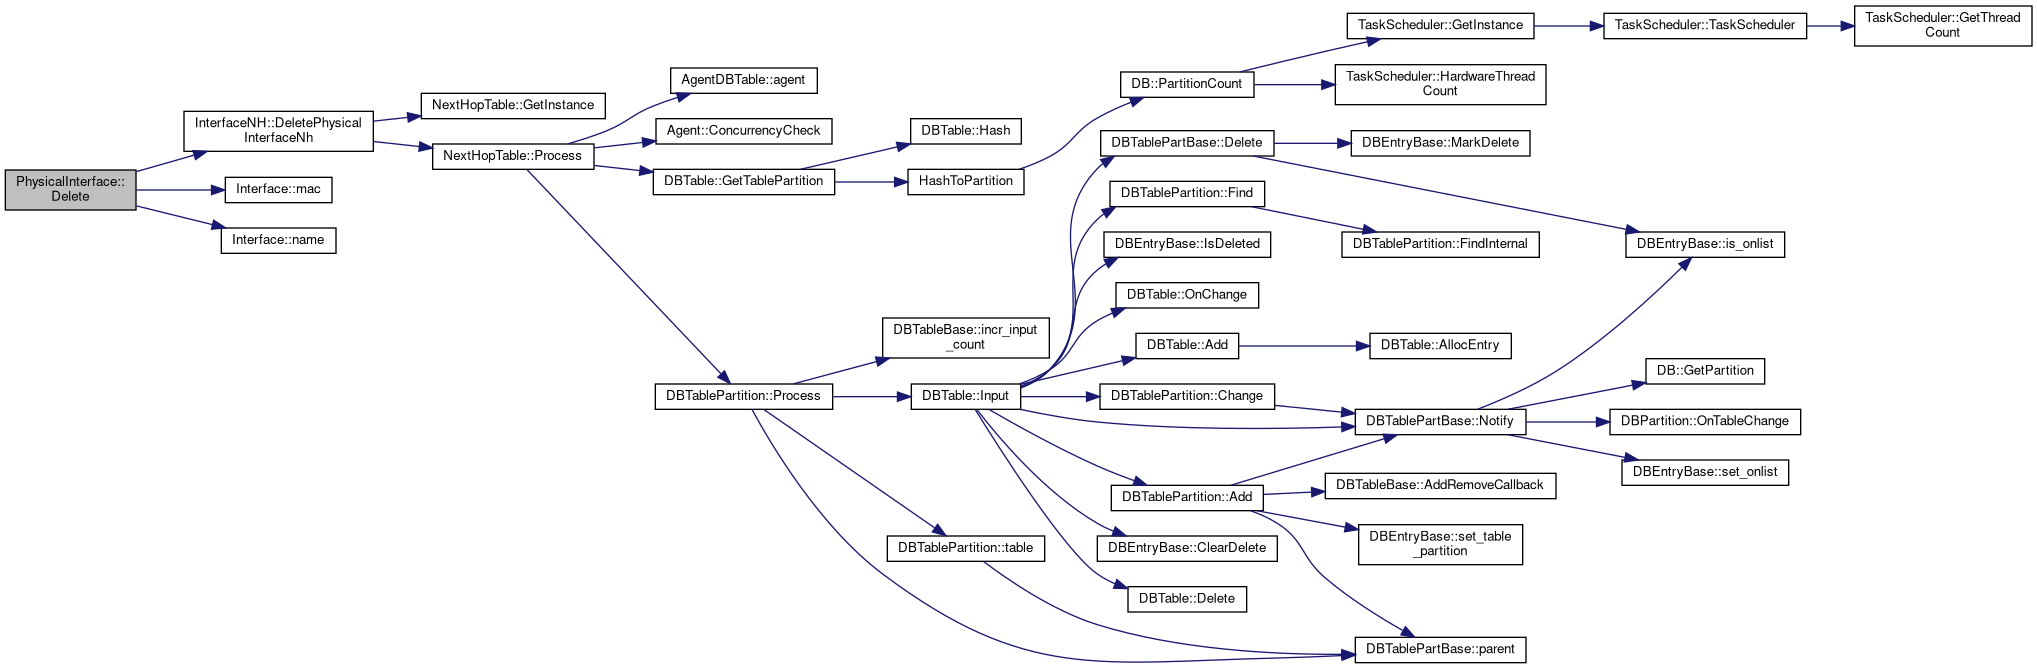 PhysicalInterface::
Delete
InterfaceNH::DeletePhysical
InterfaceNh
Interface::mac
Interface::name
NextHopTable::GetInstance
NextHopTable::Process
AgentDBTable::agent
Agent::ConcurrencyCheck
DBTable::GetTablePartition
DBTablePartition::Process
DBTable::Hash
HashToPartition
DBTableBase::incr_input
_count
DBTable::Input
DBTablePartition::table
DB::PartitionCount
DBTablePartBase::Delete
DBTablePartition::Find
DBEntryBase::IsDeleted
DBTable::OnChange
DBTable::Add
DBTablePartition::Change
DBTablePartition::Add
DBEntryBase::ClearDelete
DBTable::Delete
TaskScheduler::GetInstance
TaskScheduler::HardwareThread
Count
DBEntryBase::MarkDelete
DBTablePartition::FindInternal
DBTable::AllocEntry
DBTablePartBase::Notify
DBTableBase::AddRemoveCallback
DBEntryBase::set_table
_partition
DBTablePartBase::parent
TaskScheduler::TaskScheduler
DBEntryBase::is_onlist
DB::GetPartition
DBPartition::OnTableChange
DBEntryBase::set_onlist
TaskScheduler::GetThread
Count